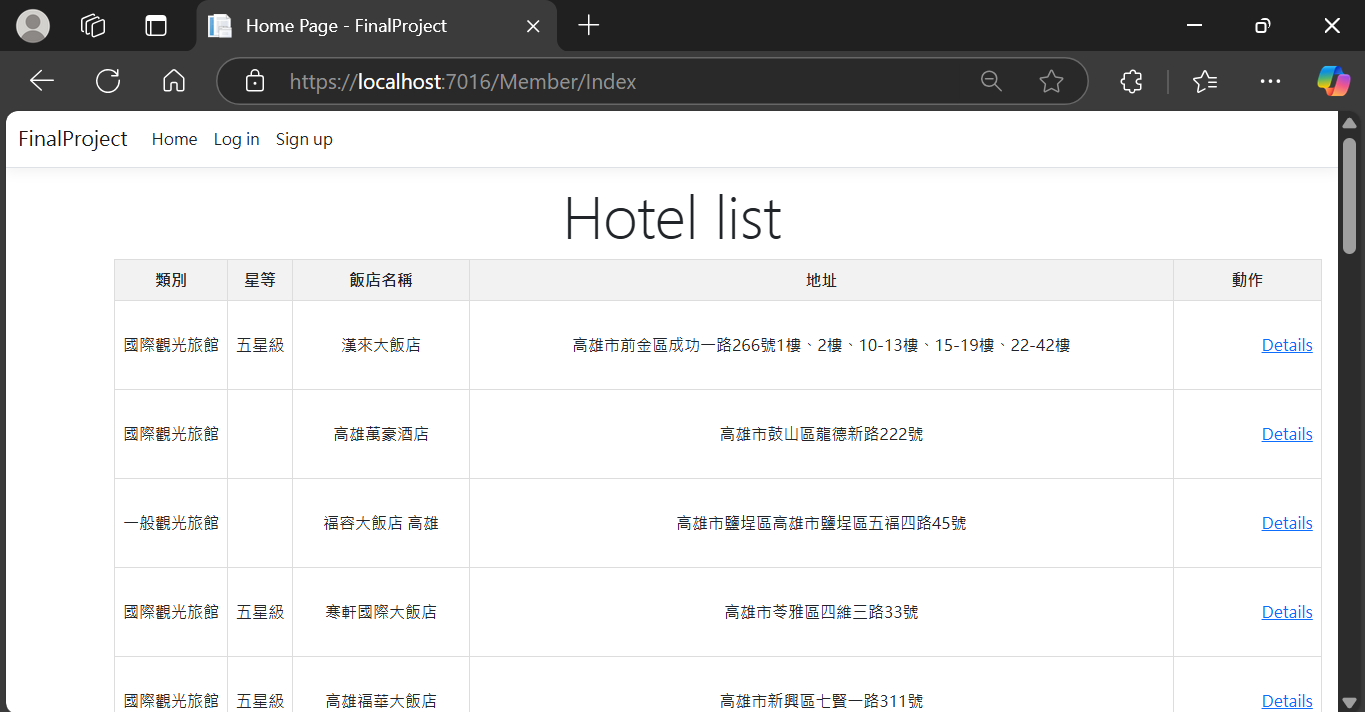 Home Page - FinalProject
https://localhost:7016/Member/Index
FinalProject Home Log in Sign up
Hotel list
類別 星等 飯店名稱 地址 動作
國際觀光旅館 五星級 漢來大飯店 高雄市前金區成功一路266號1樓、2樓、10-13樓、15-19樓、22-42樓 Details
國際觀光旅館 高雄萬豪酒店 高雄市鼓山區龍德新路222號 Details
一般觀光旅館 福容大飯店 高雄 高雄市鹽埕區高雄市鹽埕區五福四路45號 Details
國際觀光旅館 五星級 寒軒國際大飯店 高雄市苓雅區四維三路33號 Details
國際觀光旅館 五星級 高雄福華大飯店 高雄市新興區七賢一路311號 Details